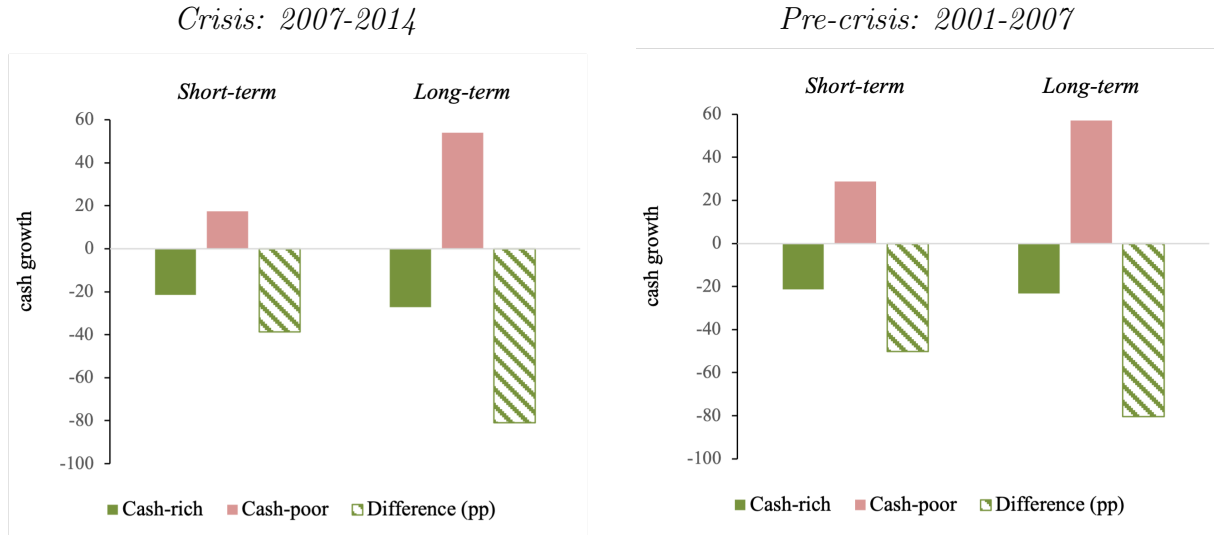 Crisis: 2007-2014
Short-term Long-term
60
40
20
0
-20
-40
-60
-80
-100
cash growth
Cash-rich Cash-poor Difference (pp)
Pre-crisis: 2001-2007
Short-term Long-term
60
40
20
0
-20
-40
-60
-80
-100
cash growth
Cash-rich Cash-poor Difference (pp)